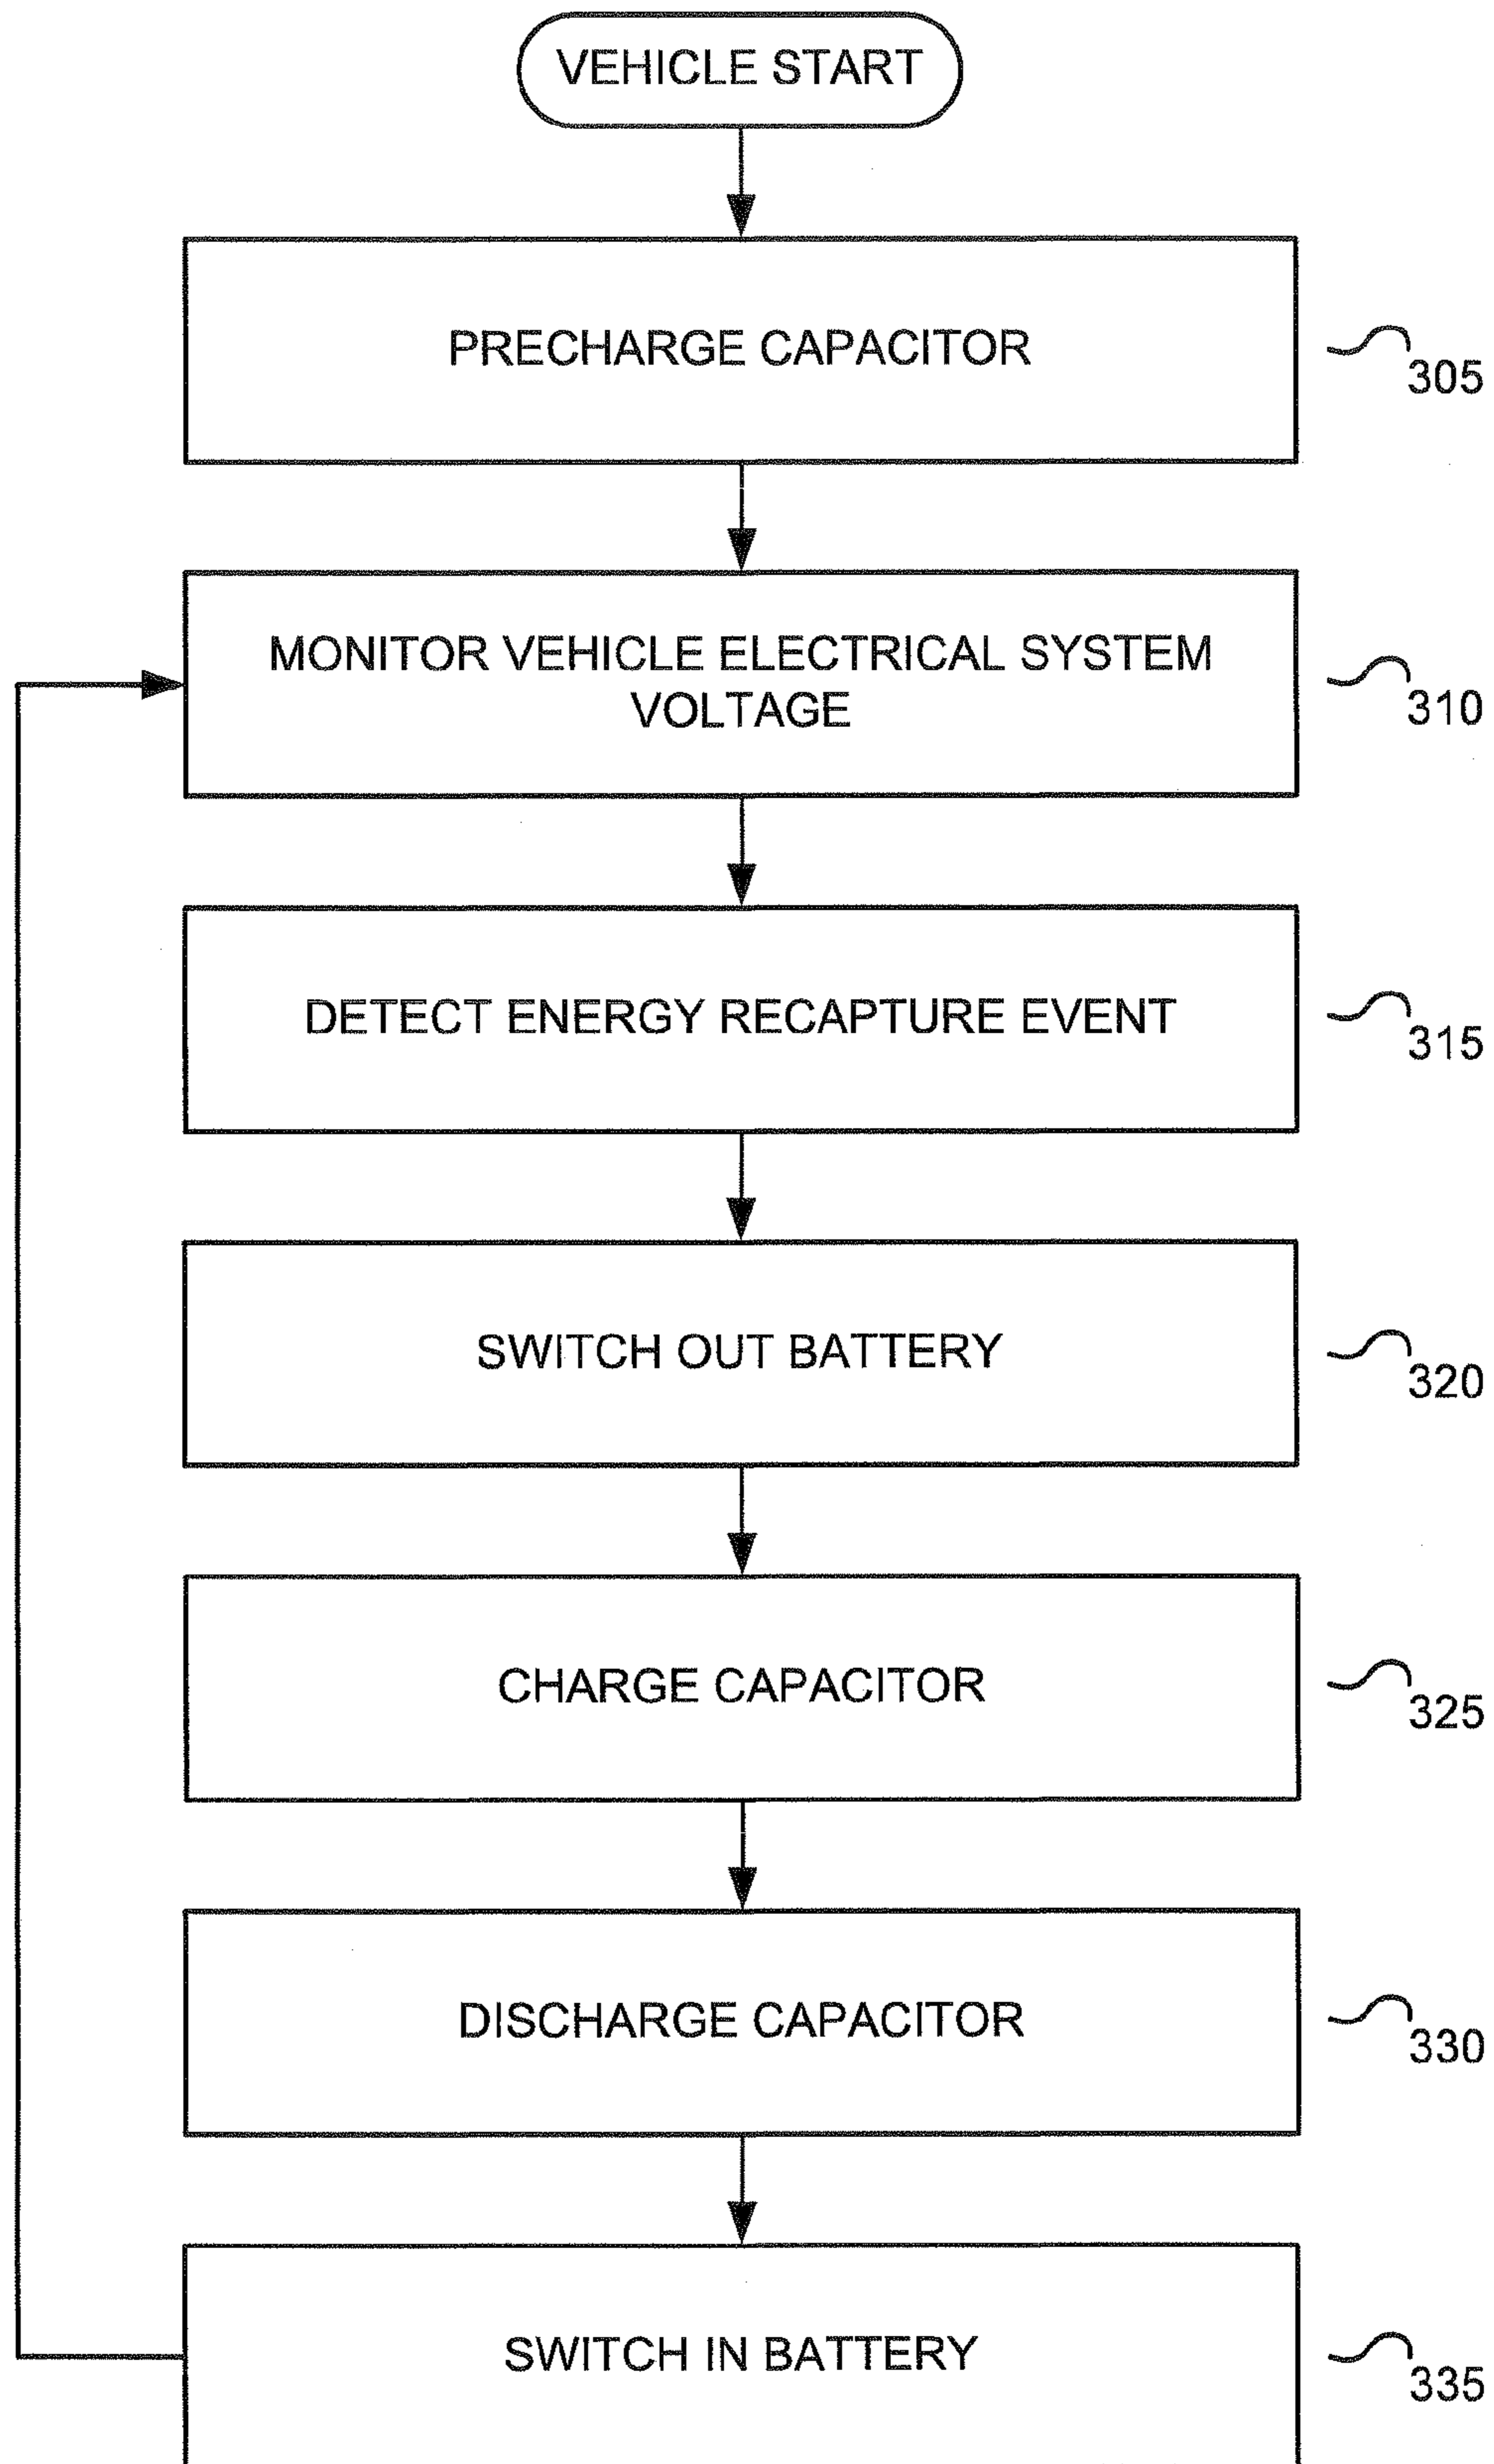 VEHICLE START
PRECHARGE CAPACITOR
305
MONITOR VEHICLE ELECTRICAL SYSTEM
VOLTAGE
310
DETECT ENERGY RECAPTURE EVENT
315
SWITCH OUT BATTERY
320
CHARGE CAPACITOR
325
DISCHARGE CAPACITOR
330
SWITCH IN BATTERY
335